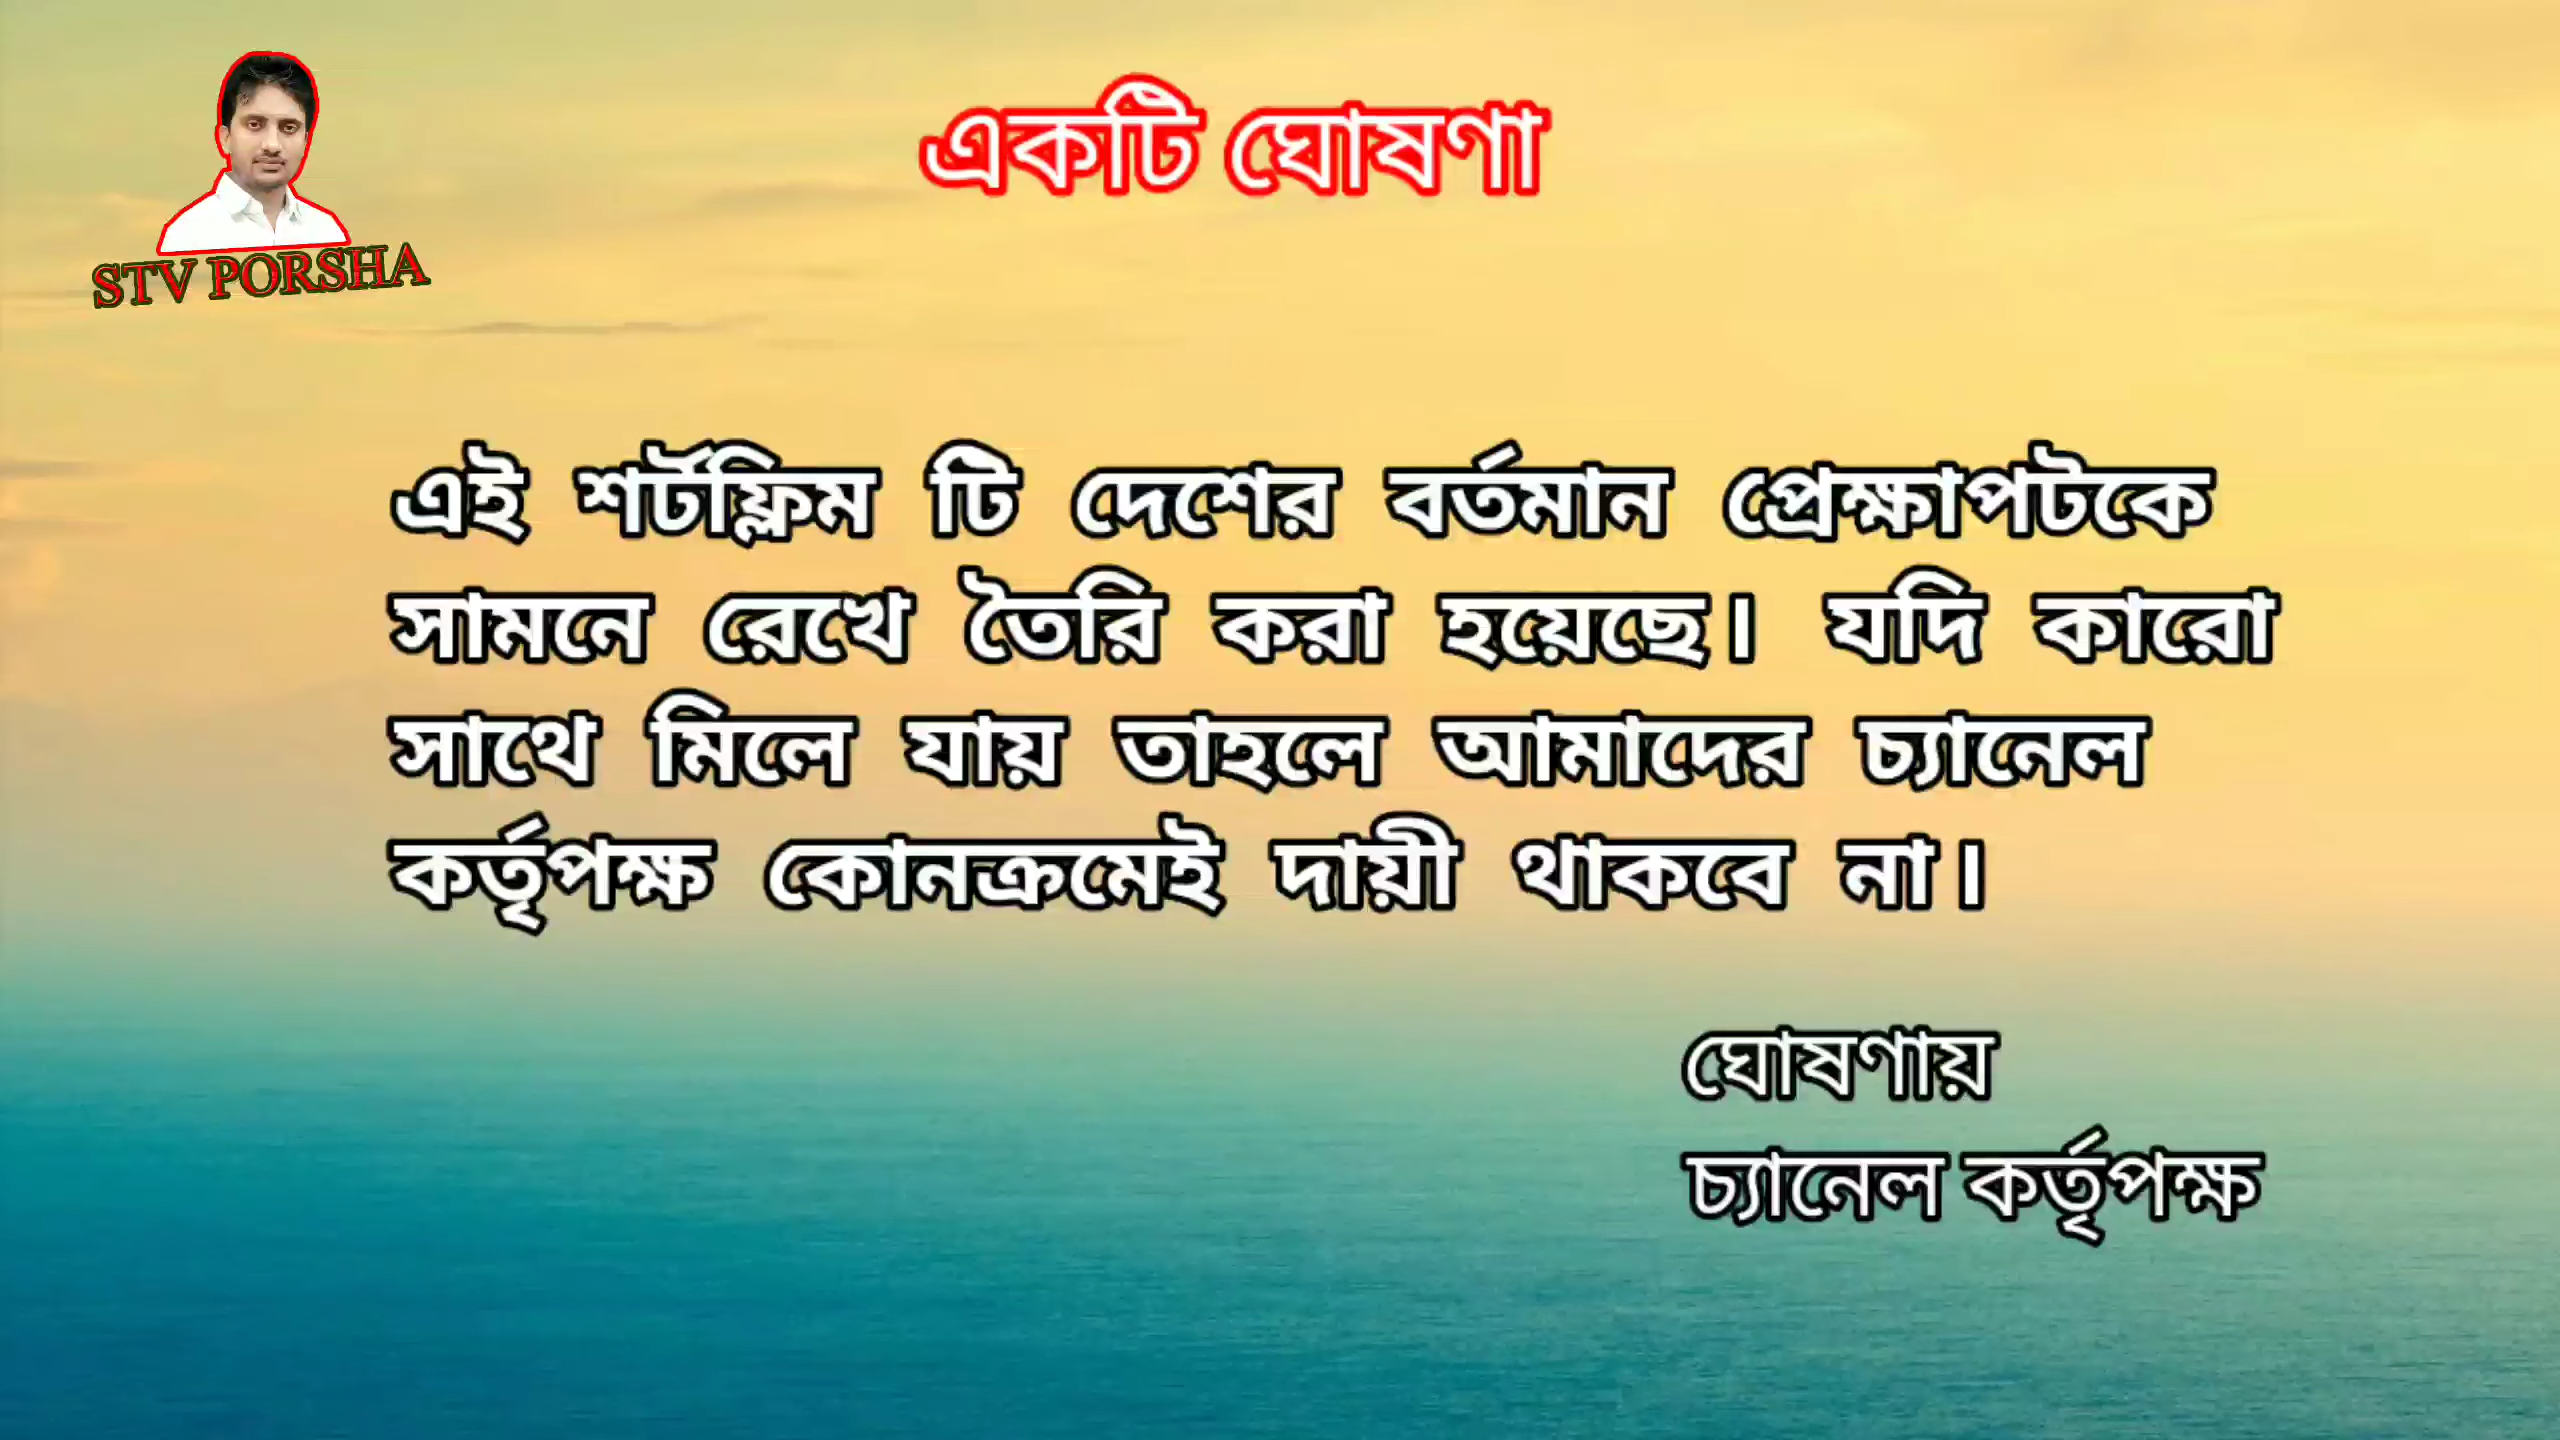 একটি ঘোষণা
STV PORSHA
এই শর্টফ্লিম টি দেশের বর্তমান প্রেক্ষাপটকে
সামনে রেখে তৈরি করা হয়েছে। যদি কারো
সাথে মিলে যায় তাহলে আমাদের চ্যানেল
কর্তৃপক্ষ কোনক্রমেই দায়ী থাকবে না।
ঘোষণায়
চ্যানেল কর্তৃপক্ষ